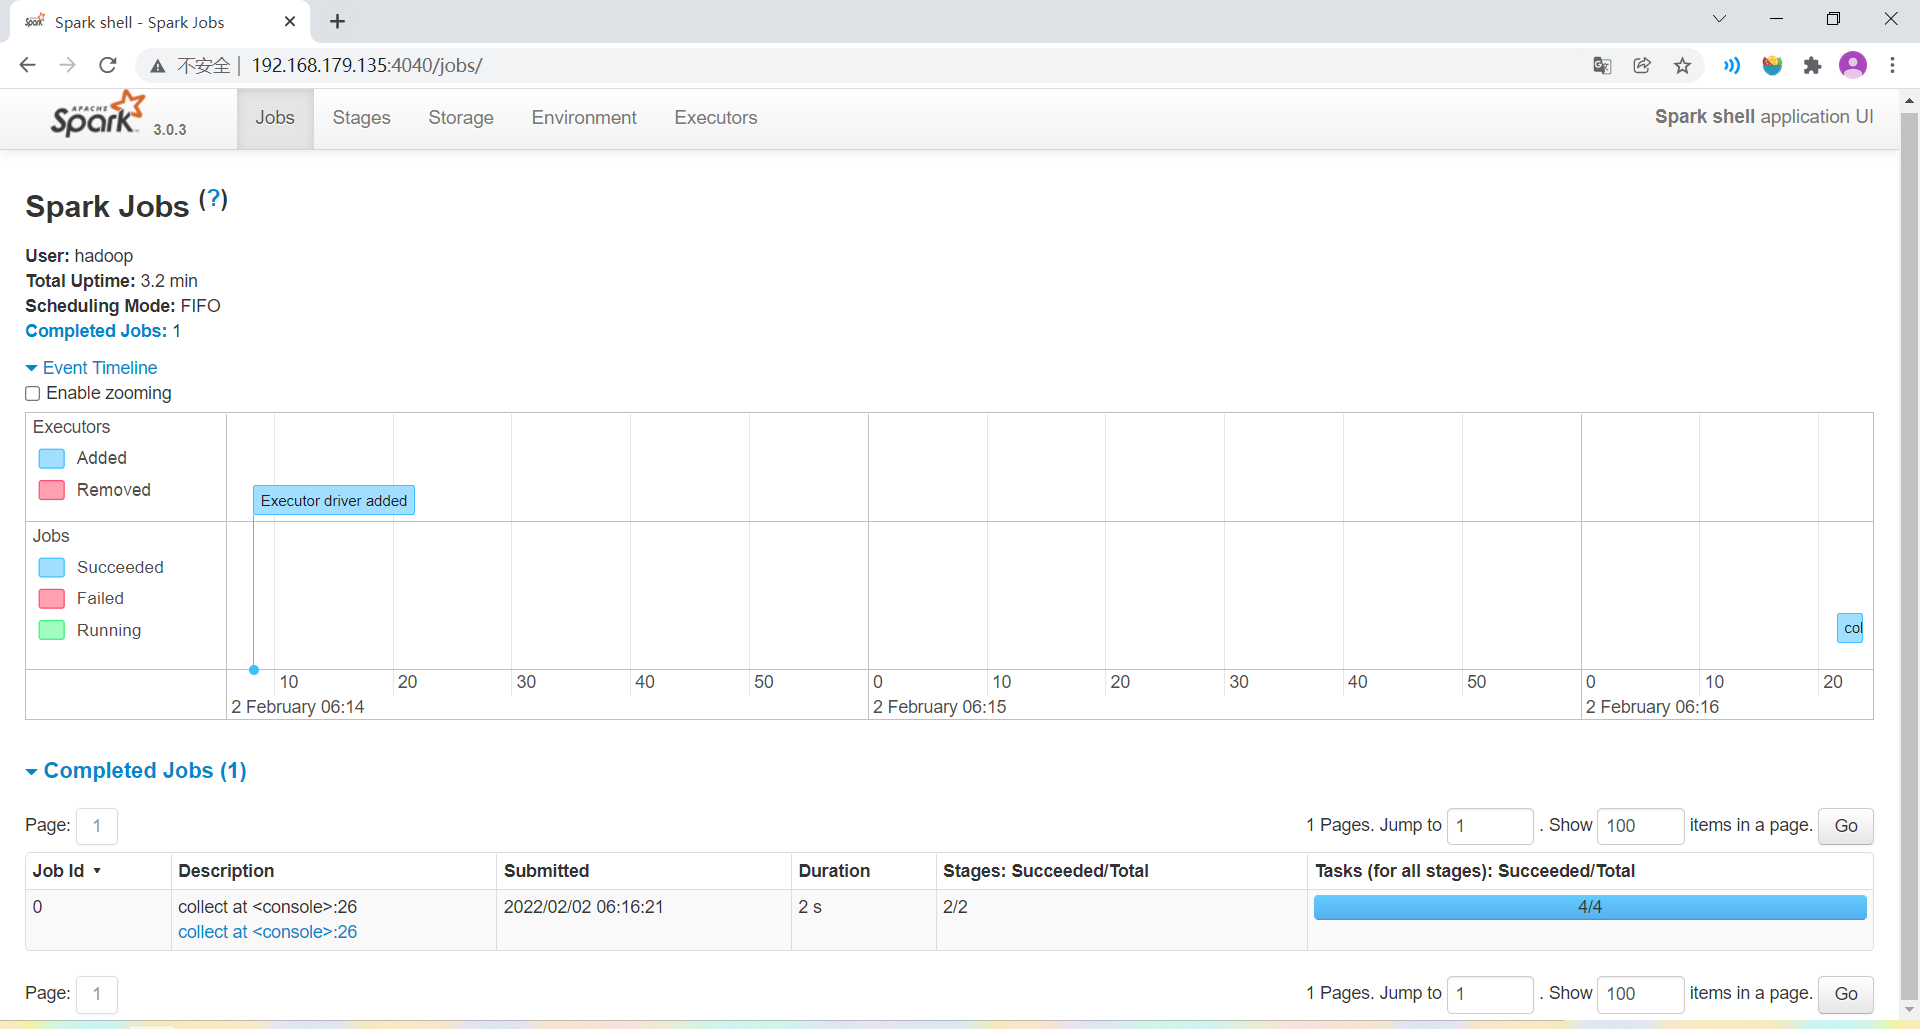 Spark shell - Spark Jobs
不安全 | 192.168.179.135:4040/jobs/
APACHE Spark 3.0.3 Jobs Stages Storage Environment Executors Spark shell application UI
Spark Jobs (?)
User: hadoop
Total Uptime: 3.2 min
Scheduling Mode: FIFO
Completed Jobs: 1
Event Timeline
Enable zooming
Executors
Added
Removed
Executor driver added
Jobs
Succeeded
Failed
Running
col
10 20 30 40 50 0 10 20 30 40 50 0 10 20
2 February 06:14 2 February 06:15 2 February 06:16
Completed Jobs (1)
Page: 1 1 Pages. Jump to 1 . Show 100 items in a page. Go
Job Id Description Submitted Duration Stages: Succeeded/Total Tasks (for all stages): Succeeded/Total
0 collect at <console>:26 2022/02/02 06:16:21 2 s 2/2 4/4
collect at <console>:26
Page: 1 1 Pages. Jump to 1 . Show 100 items in a page. Go